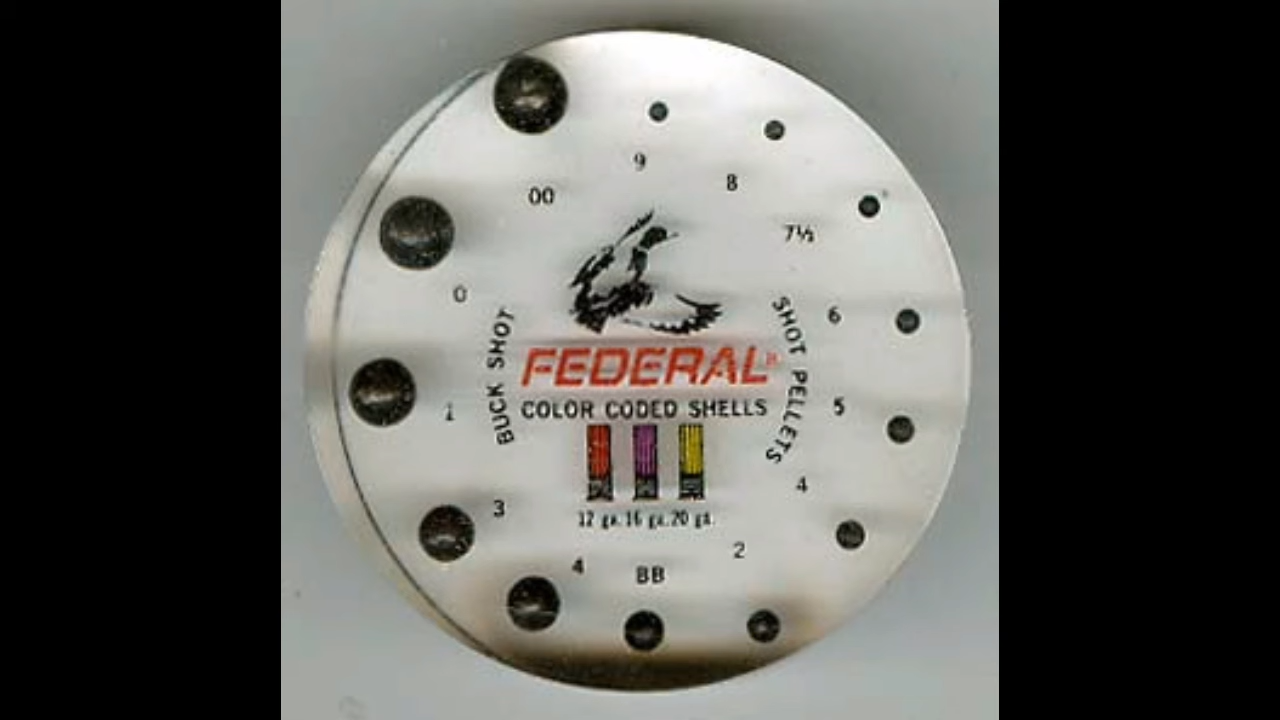 00
9
8
7½
0
6
BUCK SHOT
SHOT PELLETS
FEDERAL®
1
COLOR CODED SHELLS
5
3
4
12 ga. 16 ga. 20 ga.
4
BB
2